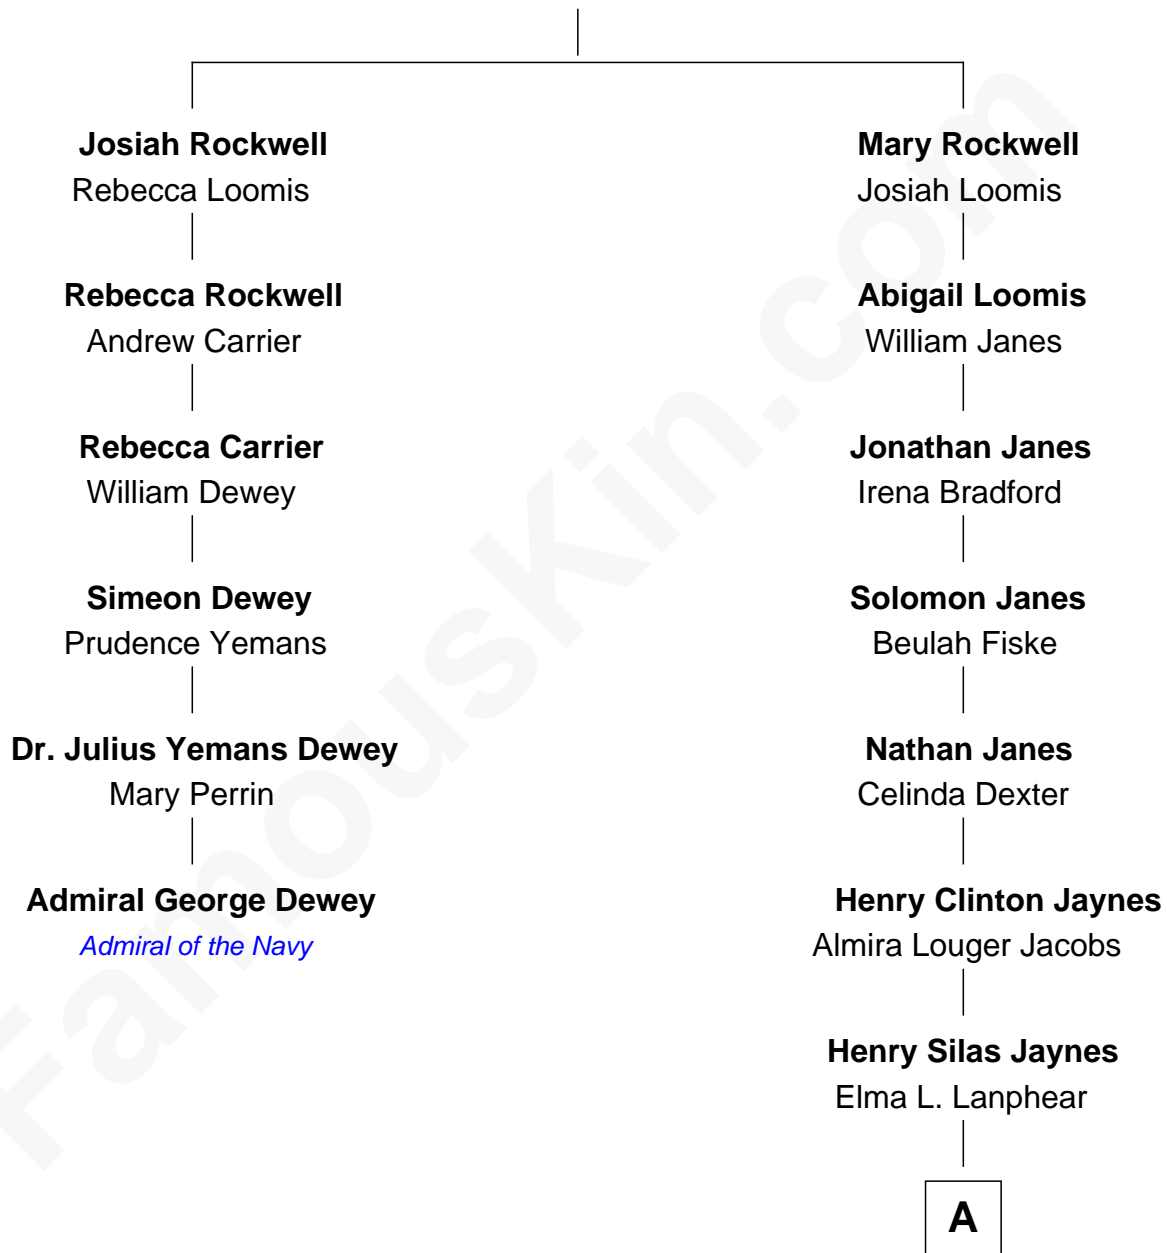 Josiah Rockwell
Rebecca Loomis
Rebecca Rockwell
Andrew Carrier
Rebecca Carrier
William Dewey
Simeon Dewey
Prudence Yemans
Dr. Julius Yemans Dewey
Mary Perrin
Admiral George Dewey
Admiral of the Navy
Mary Rockwell
Josiah Loomis
Abigail Loomis
William Janes
Jonathan Janes
Irena Bradford
Solomon Janes
Beulah Fiske
Nathan Janes
Celinda Dexter
Henry Clinton Jaynes
Almira Louger Jacobs
Henry Silas Jaynes
Elma L. Lanphear
A
FamousKin.com